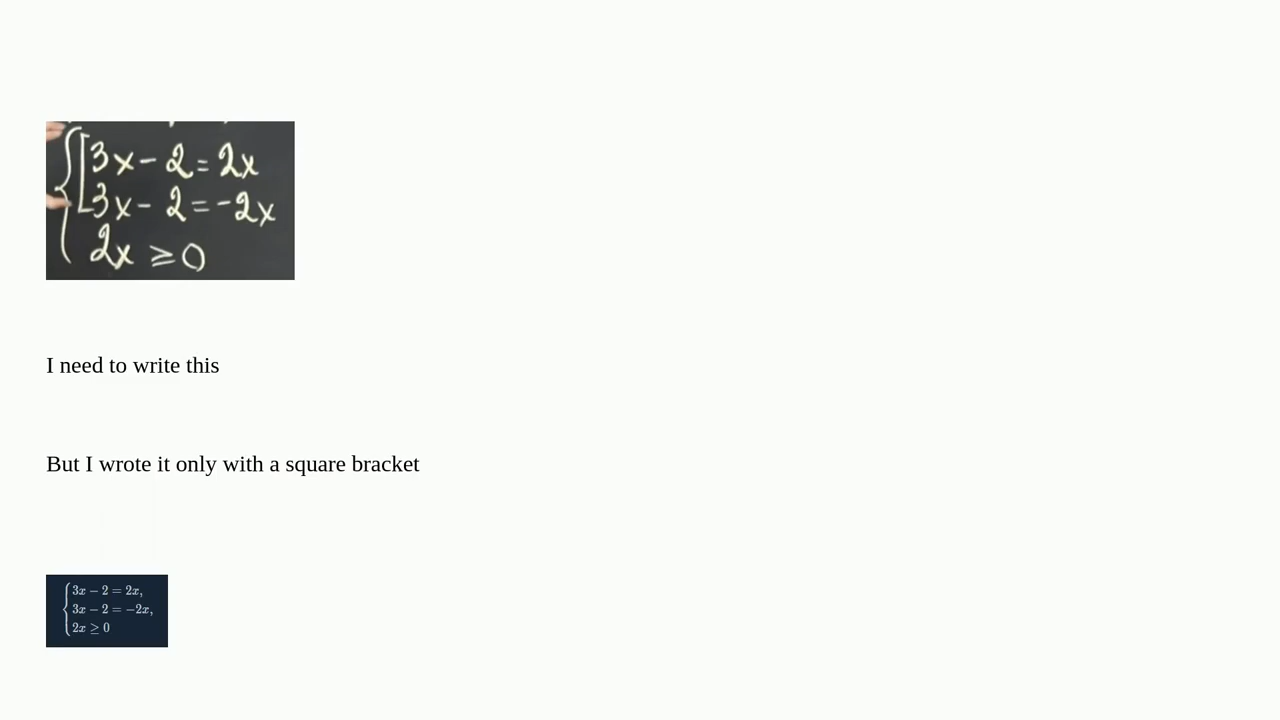 3x - 2 = 2x
3x - 2 = -2x
2x ≥ 0
I need to write this
But I wrote it only with a square bracket
3x − 2 = 2x,
3x − 2 = −2x,
2x ≥ 0